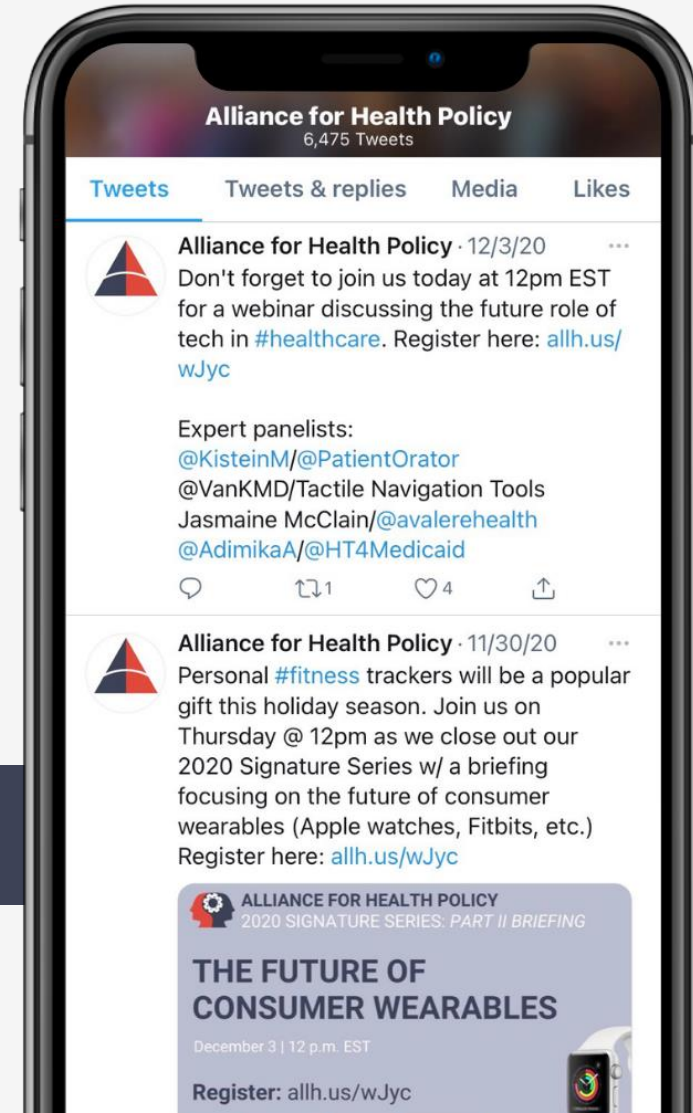 Alliance for Health Policy
6,475 Tweets
Tweets Tweets & replies Media Likes
Alliance for Health Policy · 12/3/20 ...
Don't forget to join us today at 12pm EST
for a webinar discussing the future role of
tech in #healthcare. Register here: allh.us/
wJyc
Expert panelists:
@KisteinM/@PatientOrator
@VanKMD/Tactile Navigation Tools
Jasmaine McClain/@avalerehealth
@AdimikaA/@HT4Medicaid
1 4
Alliance for Health Policy · 11/30/20 ...
Personal #fitness trackers will be a popular
gift this holiday season. Join us on
Thursday @ 12pm as we close out our
2020 Signature Series w/ a briefing
focusing on the future of consumer
wearables (Apple watches, Fitbits, etc.)
Register here: allh.us/wJyc
ALLIANCE FOR HEALTH POLICY
2020 SIGNATURE SERIES: PART II BRIEFING
THE FUTURE OF
CONSUMER WEARABLES
December 3 | 12 p.m. EST
Register: allh.us/wJyc